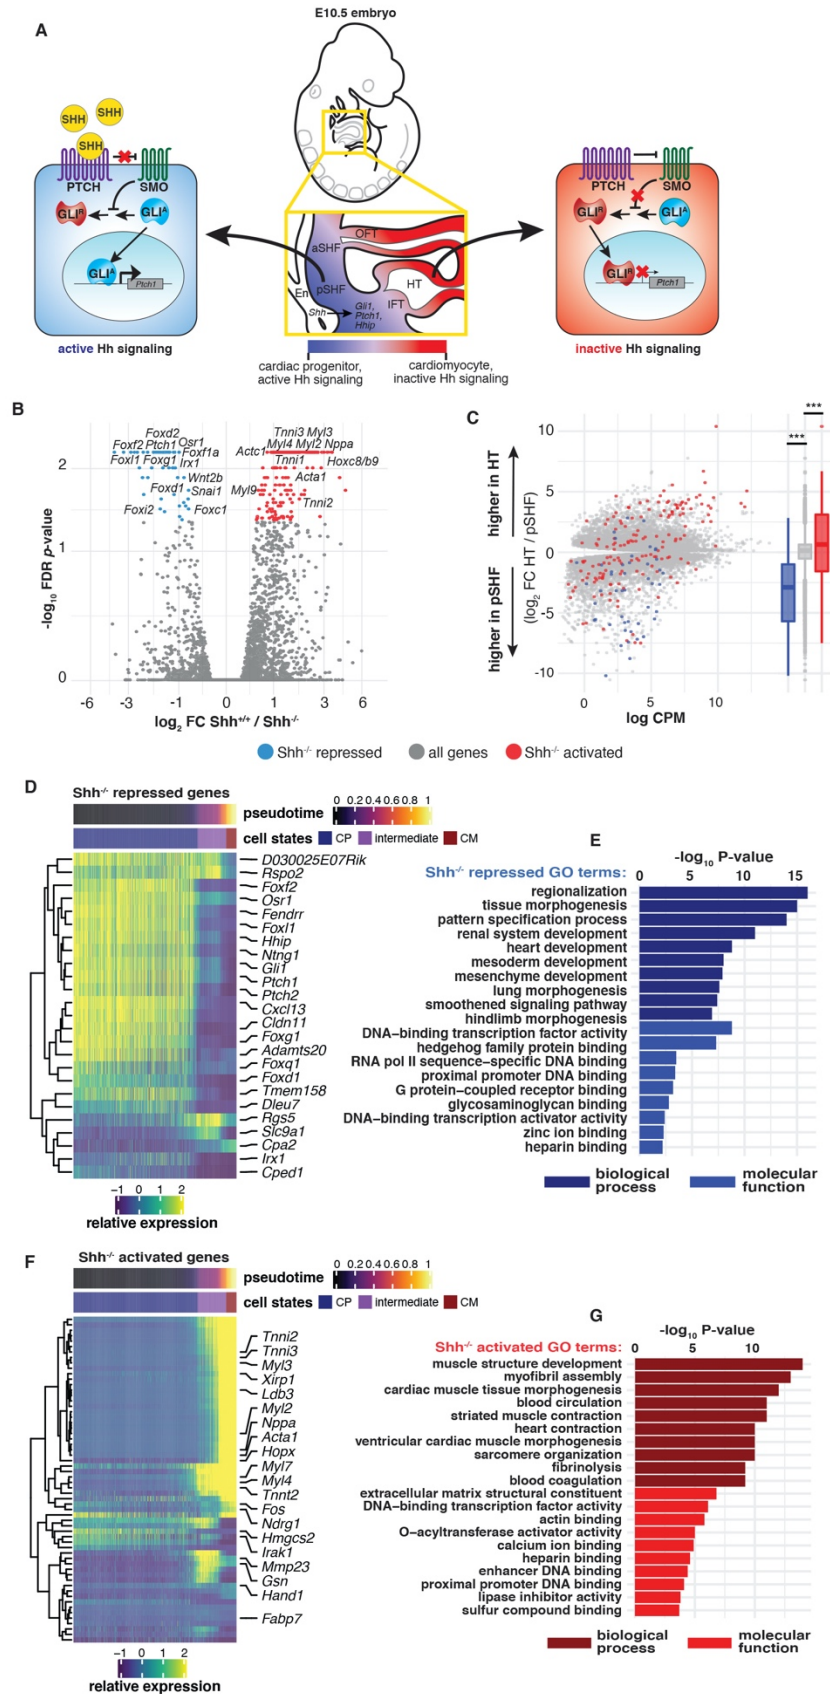 A
E10.5 embryo
SHH
SHH
SHH
PTCH
SMO
GLIR
GLIA
GLIA
Ptch1
active Hh signaling
OFT
aSHF
En
pSHF
HT
IFT
Shh
Gli1,
Ptch1,
Hhip
cardiac progenitor,
active Hh signaling
cardiomyocyte,
inactive Hh signaling
PTCH
SMO
GLIR
GLIA
GLIR
Ptch1
inactive Hh signaling
B
-log10 FDR p-value
2
1
0
Foxd2
Foxf2 Ptch1 Osr1
Foxl1 Foxg1 Foxf1a
Irx1
Wnt2b
Foxd1 Snai1
Foxi2 Foxc1
Tnni3 Myl3
Actc1 Myl4 Myl2 Nppa
Tnni1 Hoxc8/b9
Acta1
Myl9
Tnni2
-6 -3 -1 0 1 3 6
log2 FC Shh+/+ / Shh-/-
C
higher in HT
higher in pSHF
(log2 FC HT / pSHF)
10
5
0
-5
-10
***
***
0 5 10
log CPM
Shh-/- repressed
all genes
Shh-/- activated
D
Shh-/- repressed genes
pseudotime
0 0.2 0.4 0.6 0.8 1
cell states CP intermediate CM
D030025E07Rik
Rspo2
Foxf2
Osr1
Fendrr
Foxl1
Hhip
Ntng1
Gli1
Ptch1
Ptch2
Cxcl13
Cldn11
Foxg1
Adamts20
Foxq1
Foxd1
Tmem158
Dleu7
Rgs5
Slc9a1
Cpa2
Irx1
Cped1
-1 0 1 2
relative expression
E
-log10 P-value
Shh-/- repressed GO terms:
0 5 10 15
regionalization
tissue morphogenesis
pattern specification process
renal system development
heart development
mesoderm development
mesenchyme development
lung morphogenesis
smoothened signaling pathway
hindlimb morphogenesis
DNA−binding transcription factor activity
hedgehog family protein binding
RNA pol II sequence−specific DNA binding
proximal promoter DNA binding
G protein−coupled receptor binding
glycosaminoglycan binding
DNA−binding transcription activator activity
zinc ion binding
heparin binding
biological
process
molecular
function
F
Shh-/- activated genes
pseudotime
0 0.2 0.4 0.6 0.8 1
cell states CP intermediate CM
Tnni2
Tnni3
Myl3
Xirp1
Ldb3
Myl2
Nppa
Acta1
Hopx
Myl7
Myl4
Tnnt2
Fos
Ndrg1
Hmgcs2
Irak1
Mmp23
Gsn
Hand1
Fabp7
-1 0 1 2
relative expression
G
-log10 P-value
Shh-/- activated GO terms:
0 5 10
muscle structure development
myofibril assembly
cardiac muscle tissue morphogenesis
blood circulation
striated muscle contraction
heart contraction
ventricular cardiac muscle morphogenesis
sarcomere organization
fibrinolysis
blood coagulation
extracellular matrix structural constituent
DNA−binding transcription factor activity
actin binding
O−acyltransferase activator activity
calcium ion binding
heparin binding
enhancer DNA binding
proximal promoter DNA binding
lipase inhibitor activity
sulfur compound binding
biological
process
molecular
function